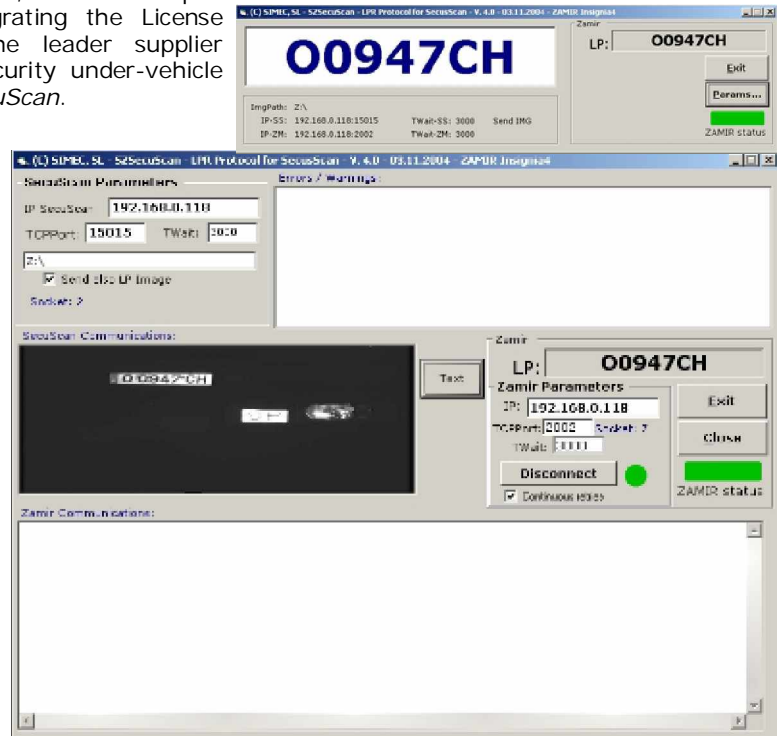 grating the License
leader supplier
curity under-vehicle
uScan.
(C) SIMEC, SL - S2SecuScan - LPR Protocol for SecusScan - V. 4.0 - 03.11.2004 - ZAMIR Insignia4
O0947CH
ImgPath: Z:\
IP-SS: 192.168.0.118:15015 TWait-SS: 3000 Send IMG
IP-ZM: 192.168.0.118:2002 TWait-ZM: 3000
Zamir
LP: O0947CH
Exit
Params...
ZAMIR status
(C) SIMEC, SL - S2SecuScan - LPR Protocol for SecusScan - V. 4.0 - 03.11.2004 - ZAMIR Insignia4
SecuScan Parameters
IP SecuScan 192.168.0.118
TCPPort: 15015 TWait: 3000
Z:\
Send also LP Image
Socket: 2
Errors / Warnings:
SecuScan Communications:
O0947CH
Text
Zamir
LP: O0947CH
Zamir Parameters
IP: 192.168.0.118
TCPPort: 2002 Socket: 7
TWait:
Disconnect
Continuous retries
Exit
Close
ZAMIR status
Zamir Communications: